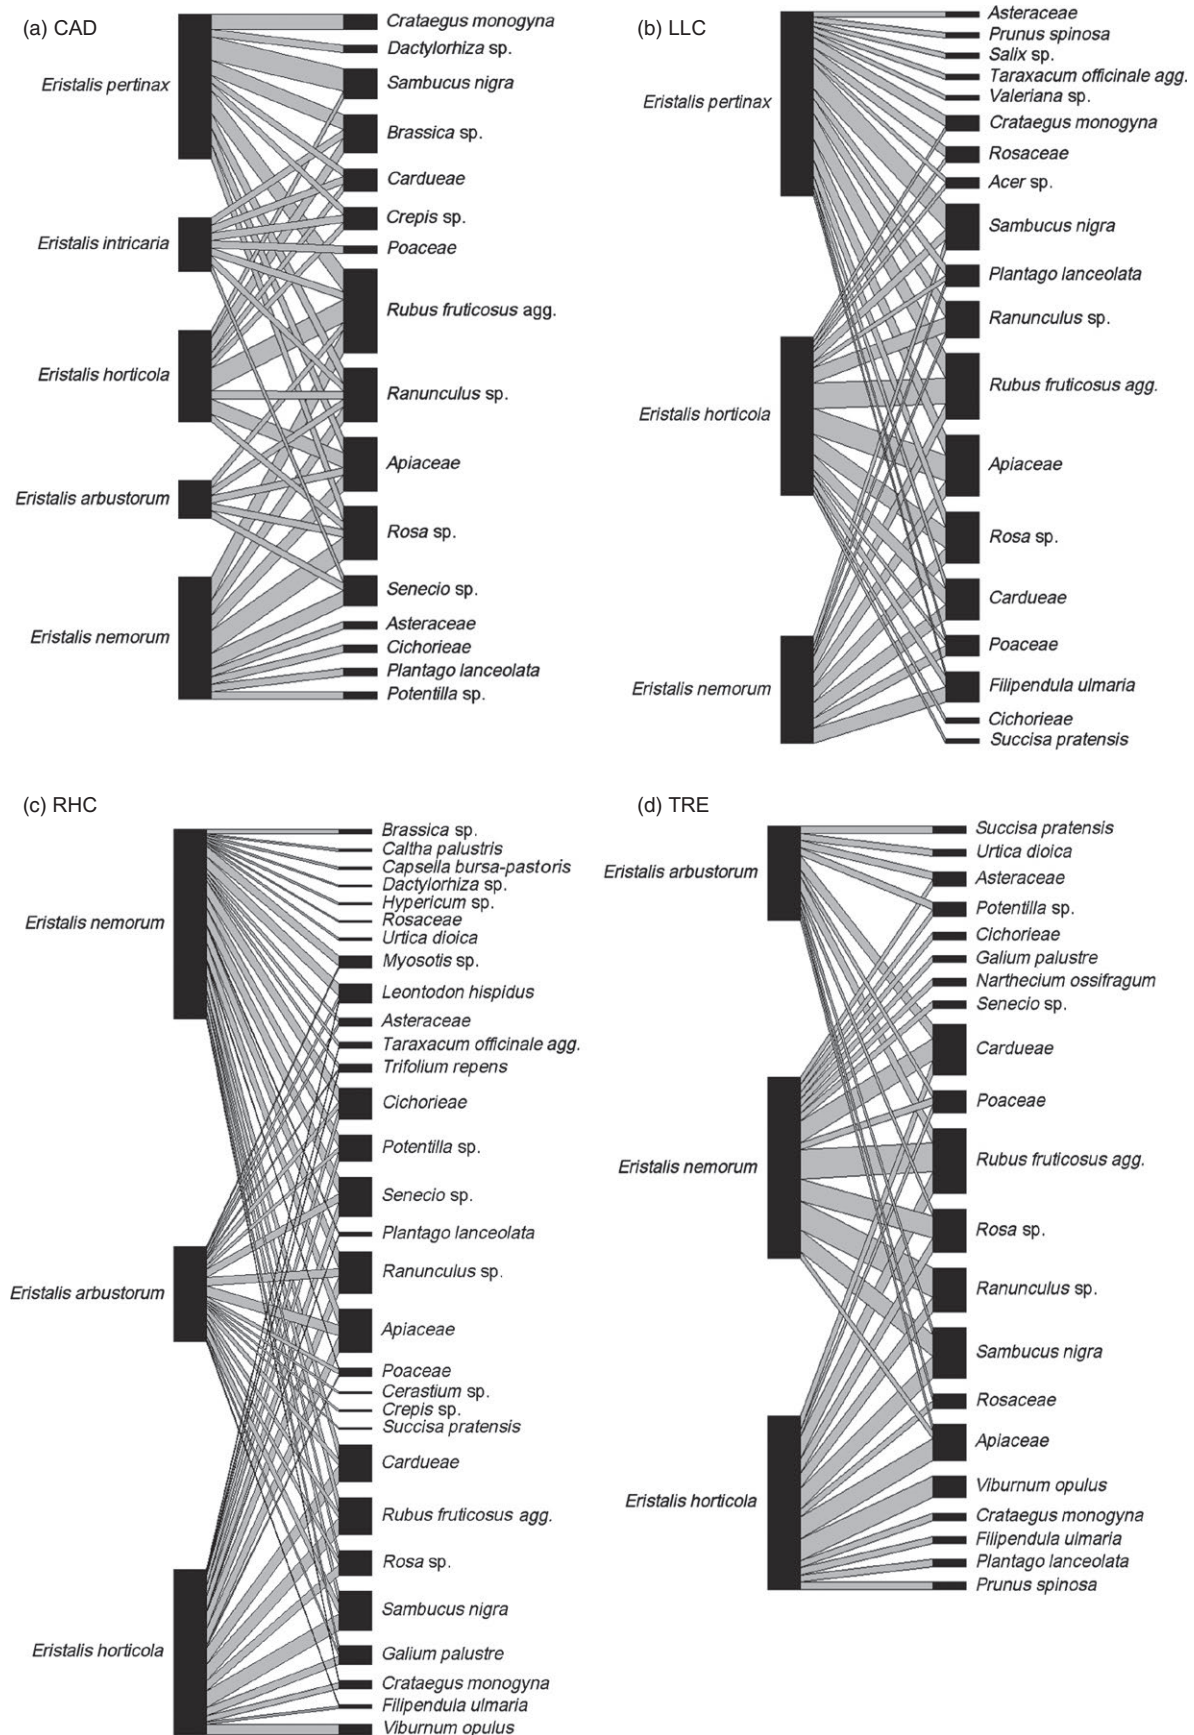 (a) CAD
Eristalis pertinax
Eristalis intricaria
Eristalis horticola
Eristalis arbustorum
Eristalis nemorum
Crataegus monogyna
Dactylorhiza sp.
Sambucus nigra
Brassica sp.
Cardueae
Crepis sp.
Poaceae
Rubus fruticosus agg.
Ranunculus sp.
Apiaceae
Rosa sp.
Senecio sp.
Asteraceae
Cichorieae
Plantago lanceolata
Potentilla sp.
(b) LLC
Eristalis pertinax
Eristalis horticola
Eristalis nemorum
Asteraceae
Prunus spinosa
Salix sp.
Taraxacum officinale agg.
Valeriana sp.
Crataegus monogyna
Rosaceae
Acer sp.
Sambucus nigra
Plantago lanceolata
Ranunculus sp.
Rubus fruticosus agg.
Apiaceae
Rosa sp.
Cardueae
Poaceae
Filipendula ulmaria
Cichorieae
Succisa pratensis
(c) RHC
Eristalis nemorum
Eristalis arbustorum
Eristalis horticola
Brassica sp.
Caltha palustris
Capsella bursa-pastoris
Dactylorhiza sp.
Hypericum sp.
Rosaceae
Urtica dioica
Myosotis sp.
Leontodon hispidus
Asteraceae
Taraxacum officinale agg.
Trifolium repens
Cichorieae
Potentilla sp.
Senecio sp.
Plantago lanceolata
Ranunculus sp.
Apiaceae
Poaceae
Cerastium sp.
Crepis sp.
Succisa pratensis
Cardueae
Rubus fruticosus agg.
Rosa sp.
Sambucus nigra
Galium palustre
Crataegus monogyna
Filipendula ulmaria
Viburnum opulus
(d) TRE
Eristalis arbustorum
Eristalis nemorum
Eristalis horticola
Succisa pratensis
Urtica dioica
Asteraceae
Potentilla sp.
Cichorieae
Galium palustre
Narthecium ossifragum
Senecio sp.
Cardueae
Poaceae
Rubus fruticosus agg.
Rosa sp.
Ranunculus sp.
Sambucus nigra
Rosaceae
Apiaceae
Viburnum opulus
Crataegus monogyna
Filipendula ulmaria
Plantago lanceolata
Prunus spinosa